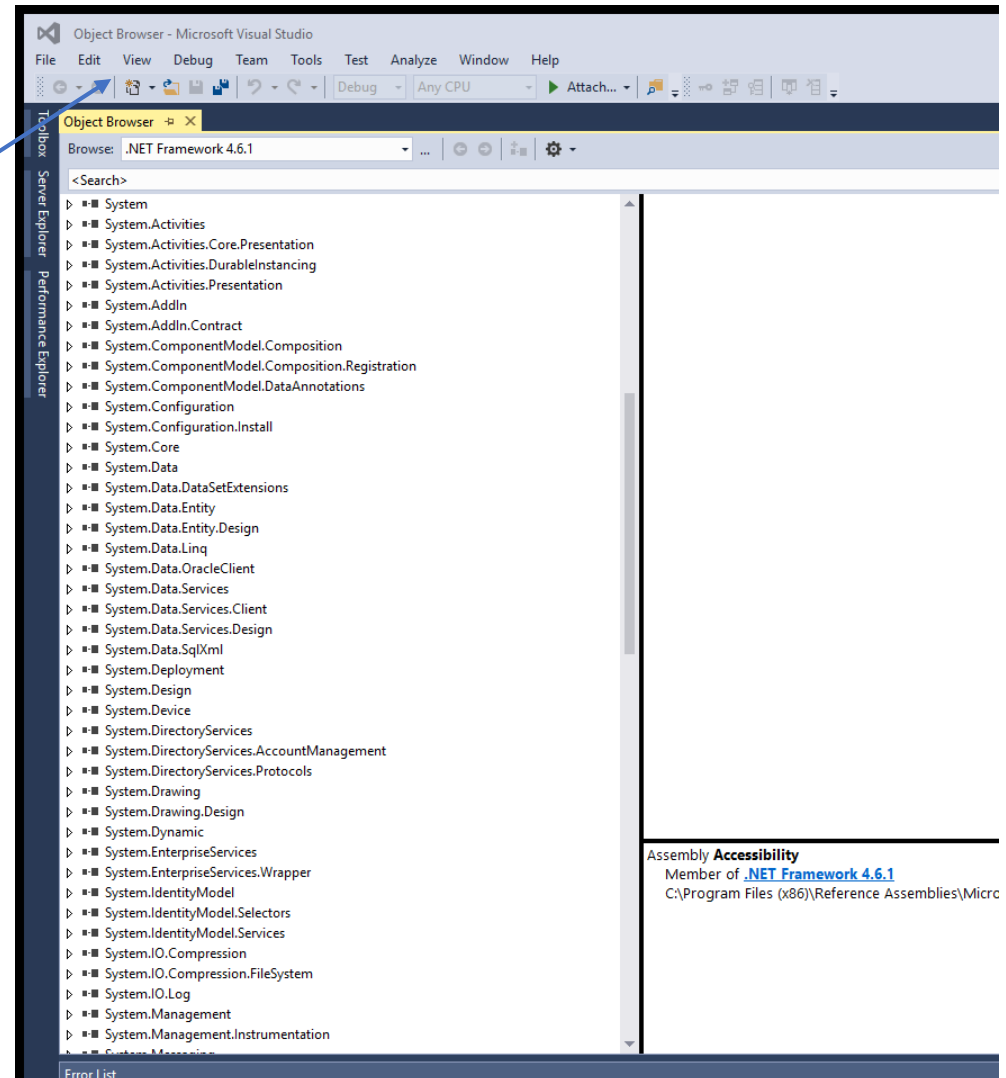 Object Browser - Microsoft Visual Studio
File Edit View Debug Team Tools Test Analyze Window Help
Debug Any CPU Attach...
Toolbox
Server Explorer
Performance Explorer
Object Browser
Browse: .NET Framework 4.6.1 ...
<Search>
System
System.Activities
System.Activities.Core.Presentation
System.Activities.DurableInstancing
System.Activities.Presentation
System.AddIn
System.AddIn.Contract
System.ComponentModel.Composition
System.ComponentModel.Composition.Registration
System.ComponentModel.DataAnnotations
System.Configuration
System.Configuration.Install
System.Core
System.Data
System.Data.DataSetExtensions
System.Data.Entity
System.Data.Entity.Design
System.Data.Linq
System.Data.OracleClient
System.Data.Services
System.Data.Services.Client
System.Data.Services.Design
System.Data.SqlXml
System.Deployment
System.Design
System.Device
System.DirectoryServices
System.DirectoryServices.AccountManagement
System.DirectoryServices.Protocols
System.Drawing
System.Drawing.Design
System.Dynamic
System.EnterpriseServices
System.EnterpriseServices.Wrapper
System.IdentityModel
System.IdentityModel.Selectors
System.IdentityModel.Services
System.IO.Compression
System.IO.Compression.FileSystem
System.IO.Log
System.Management
System.Management.Instrumentation
Assembly Accessibility
Member of .NET Framework 4.6.1
C:\Program Files (x86)\Reference Assemblies\Micro
Error List